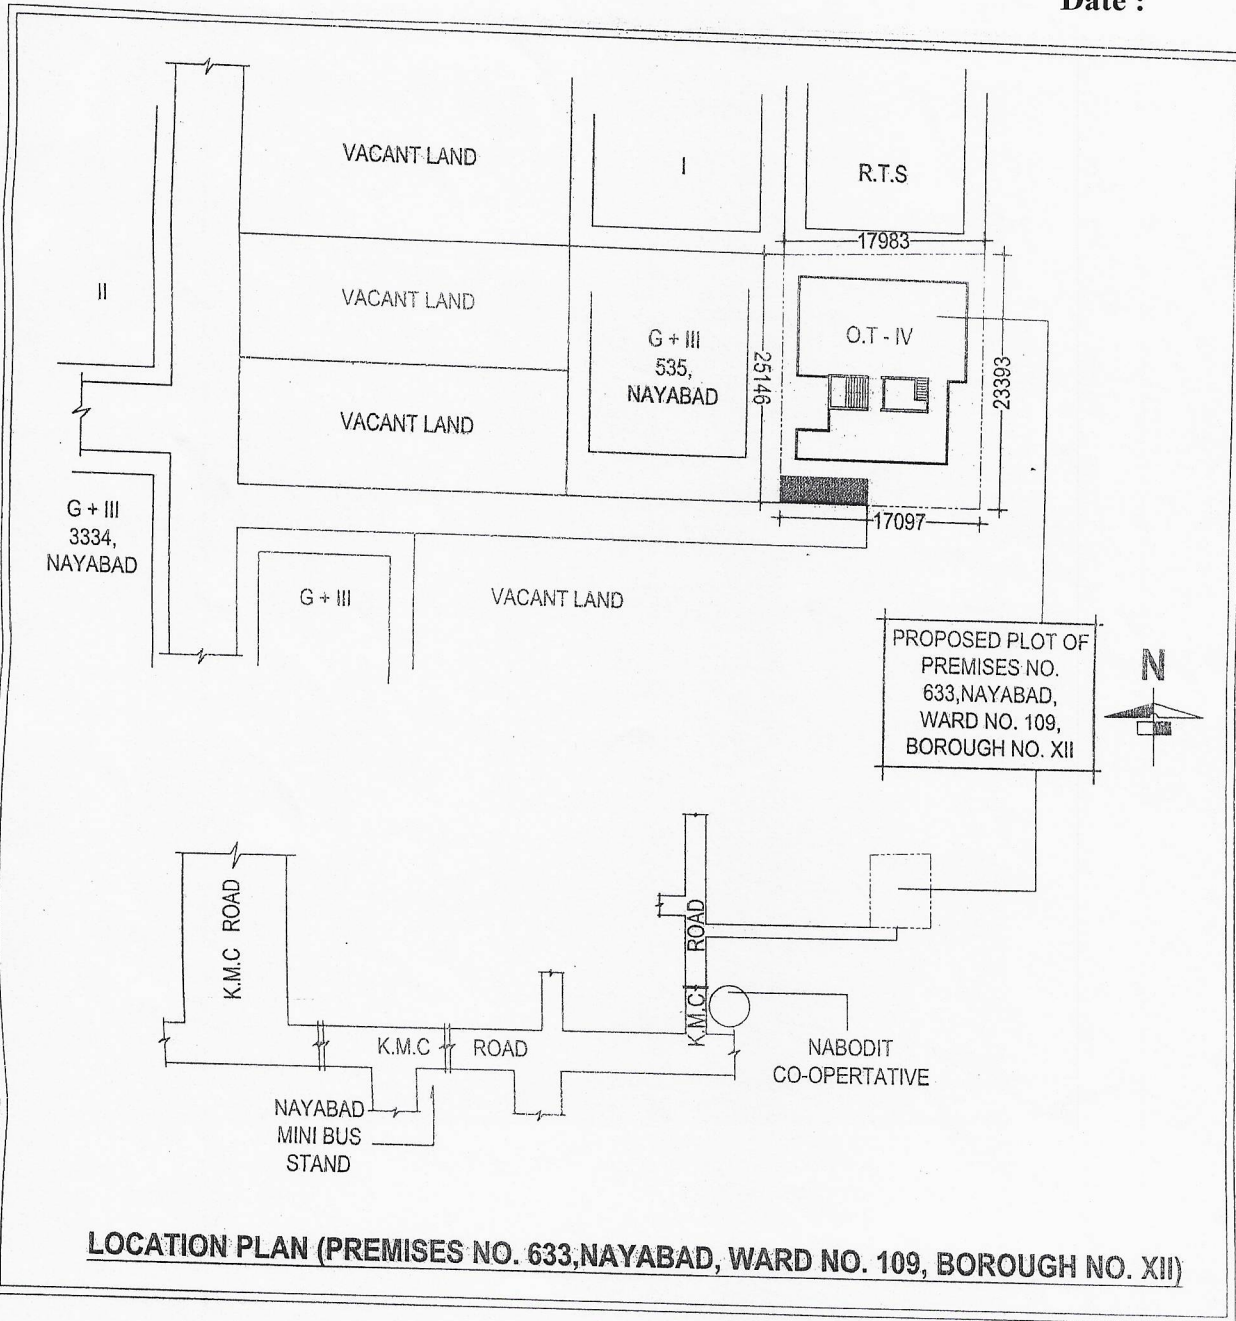 Date :
VACANT LAND
I
R.T.S
17983
II
VACANT LAND
G + III
535,
NAYABAD
25146
O.T - IV
23393
VACANT LAND
G + III
3334,
NAYABAD
17097
G + III
VACANT LAND
PROPOSED PLOT OF
PREMISES NO.
633,NAYABAD,
WARD NO. 109,
BOROUGH NO. XII
N
K.M.C ROAD
K.M.C ROAD
K.M.C ROAD
NABODIT
CO-OPERTATIVE
NAYABAD
MINI BUS
STAND
LOCATION PLAN (PREMISES NO. 633,NAYABAD, WARD NO. 109, BOROUGH NO. XII)